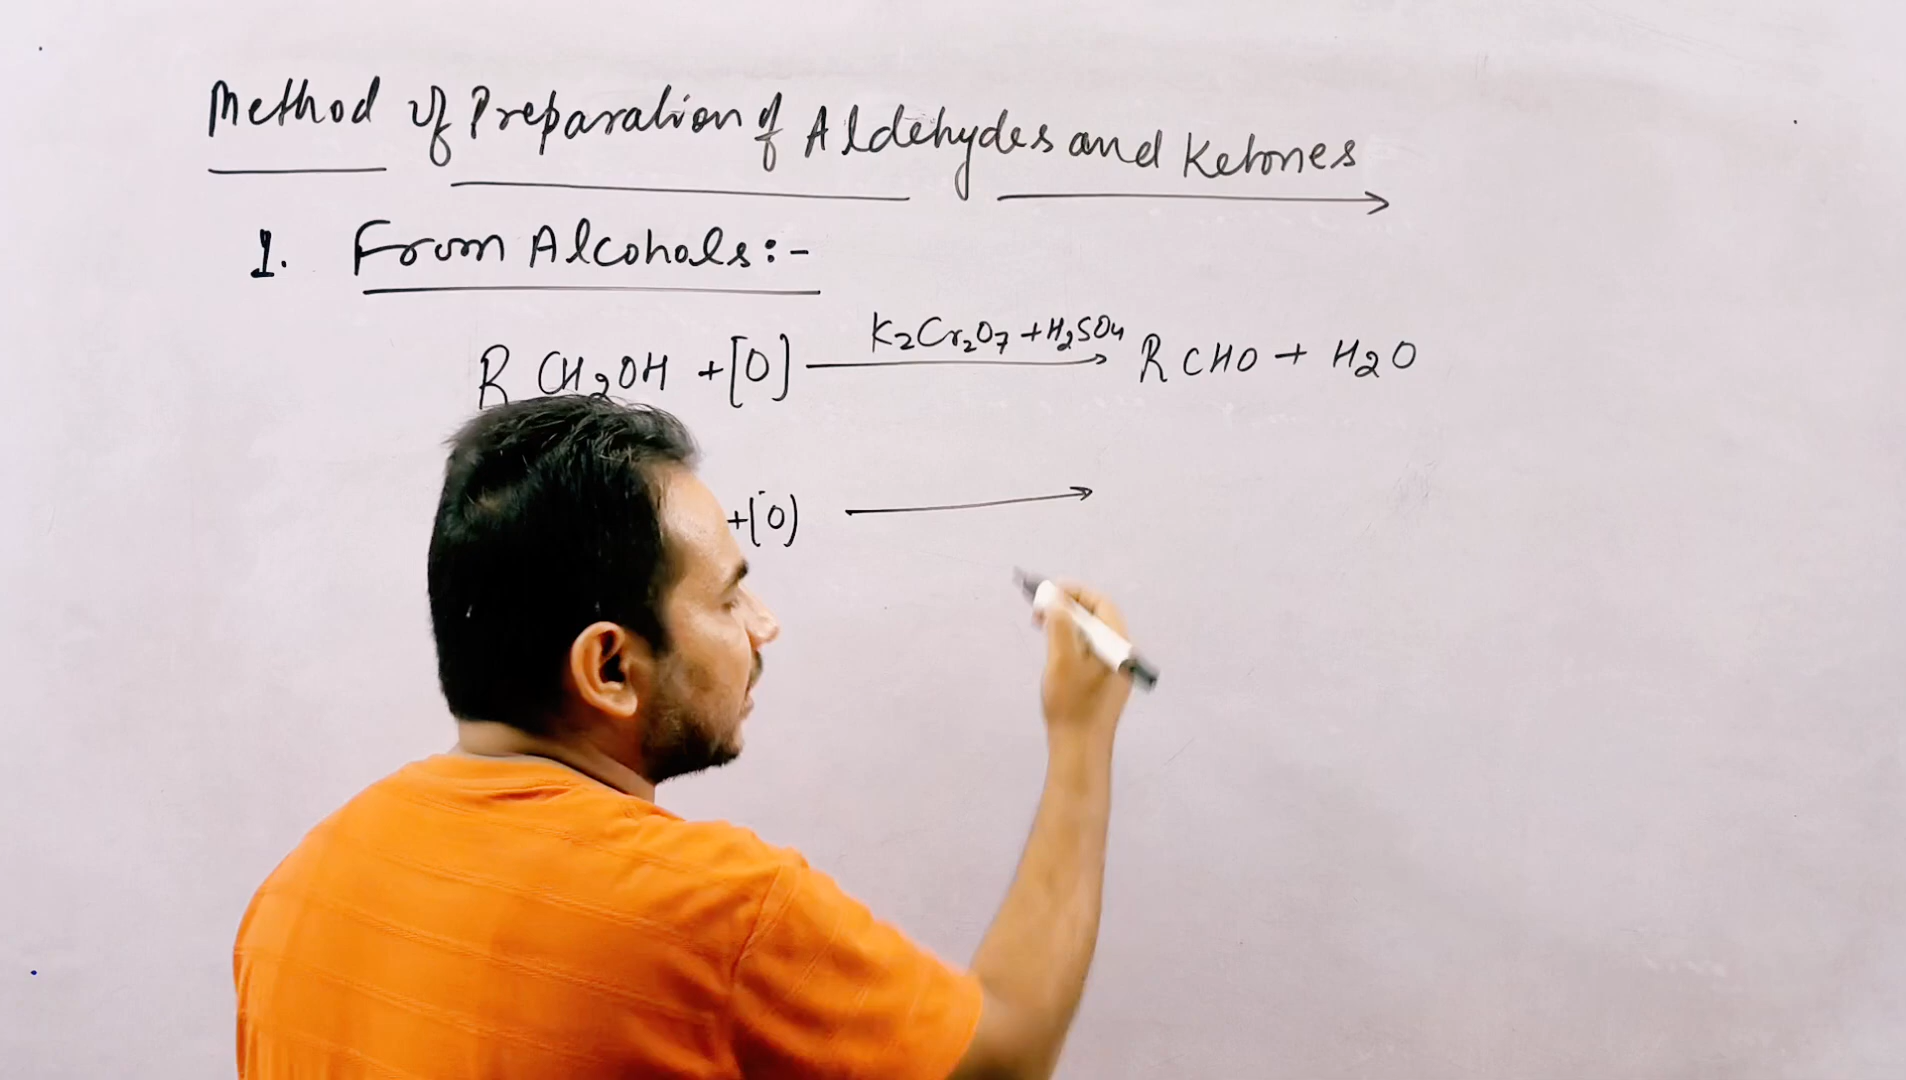 Method of Preparation of Aldehydes and Ketones
1. From Alcohols:-
R CH₂OH + [O] ⟶ K₂Cr₂O₇ + H₂SO₄ R CHO + H₂O
+[O] ⟶